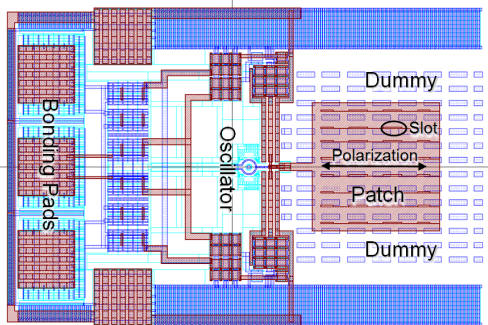 Bonding Pads
Oscillator
Dummy
Slot
Polarization
Patch
Dummy